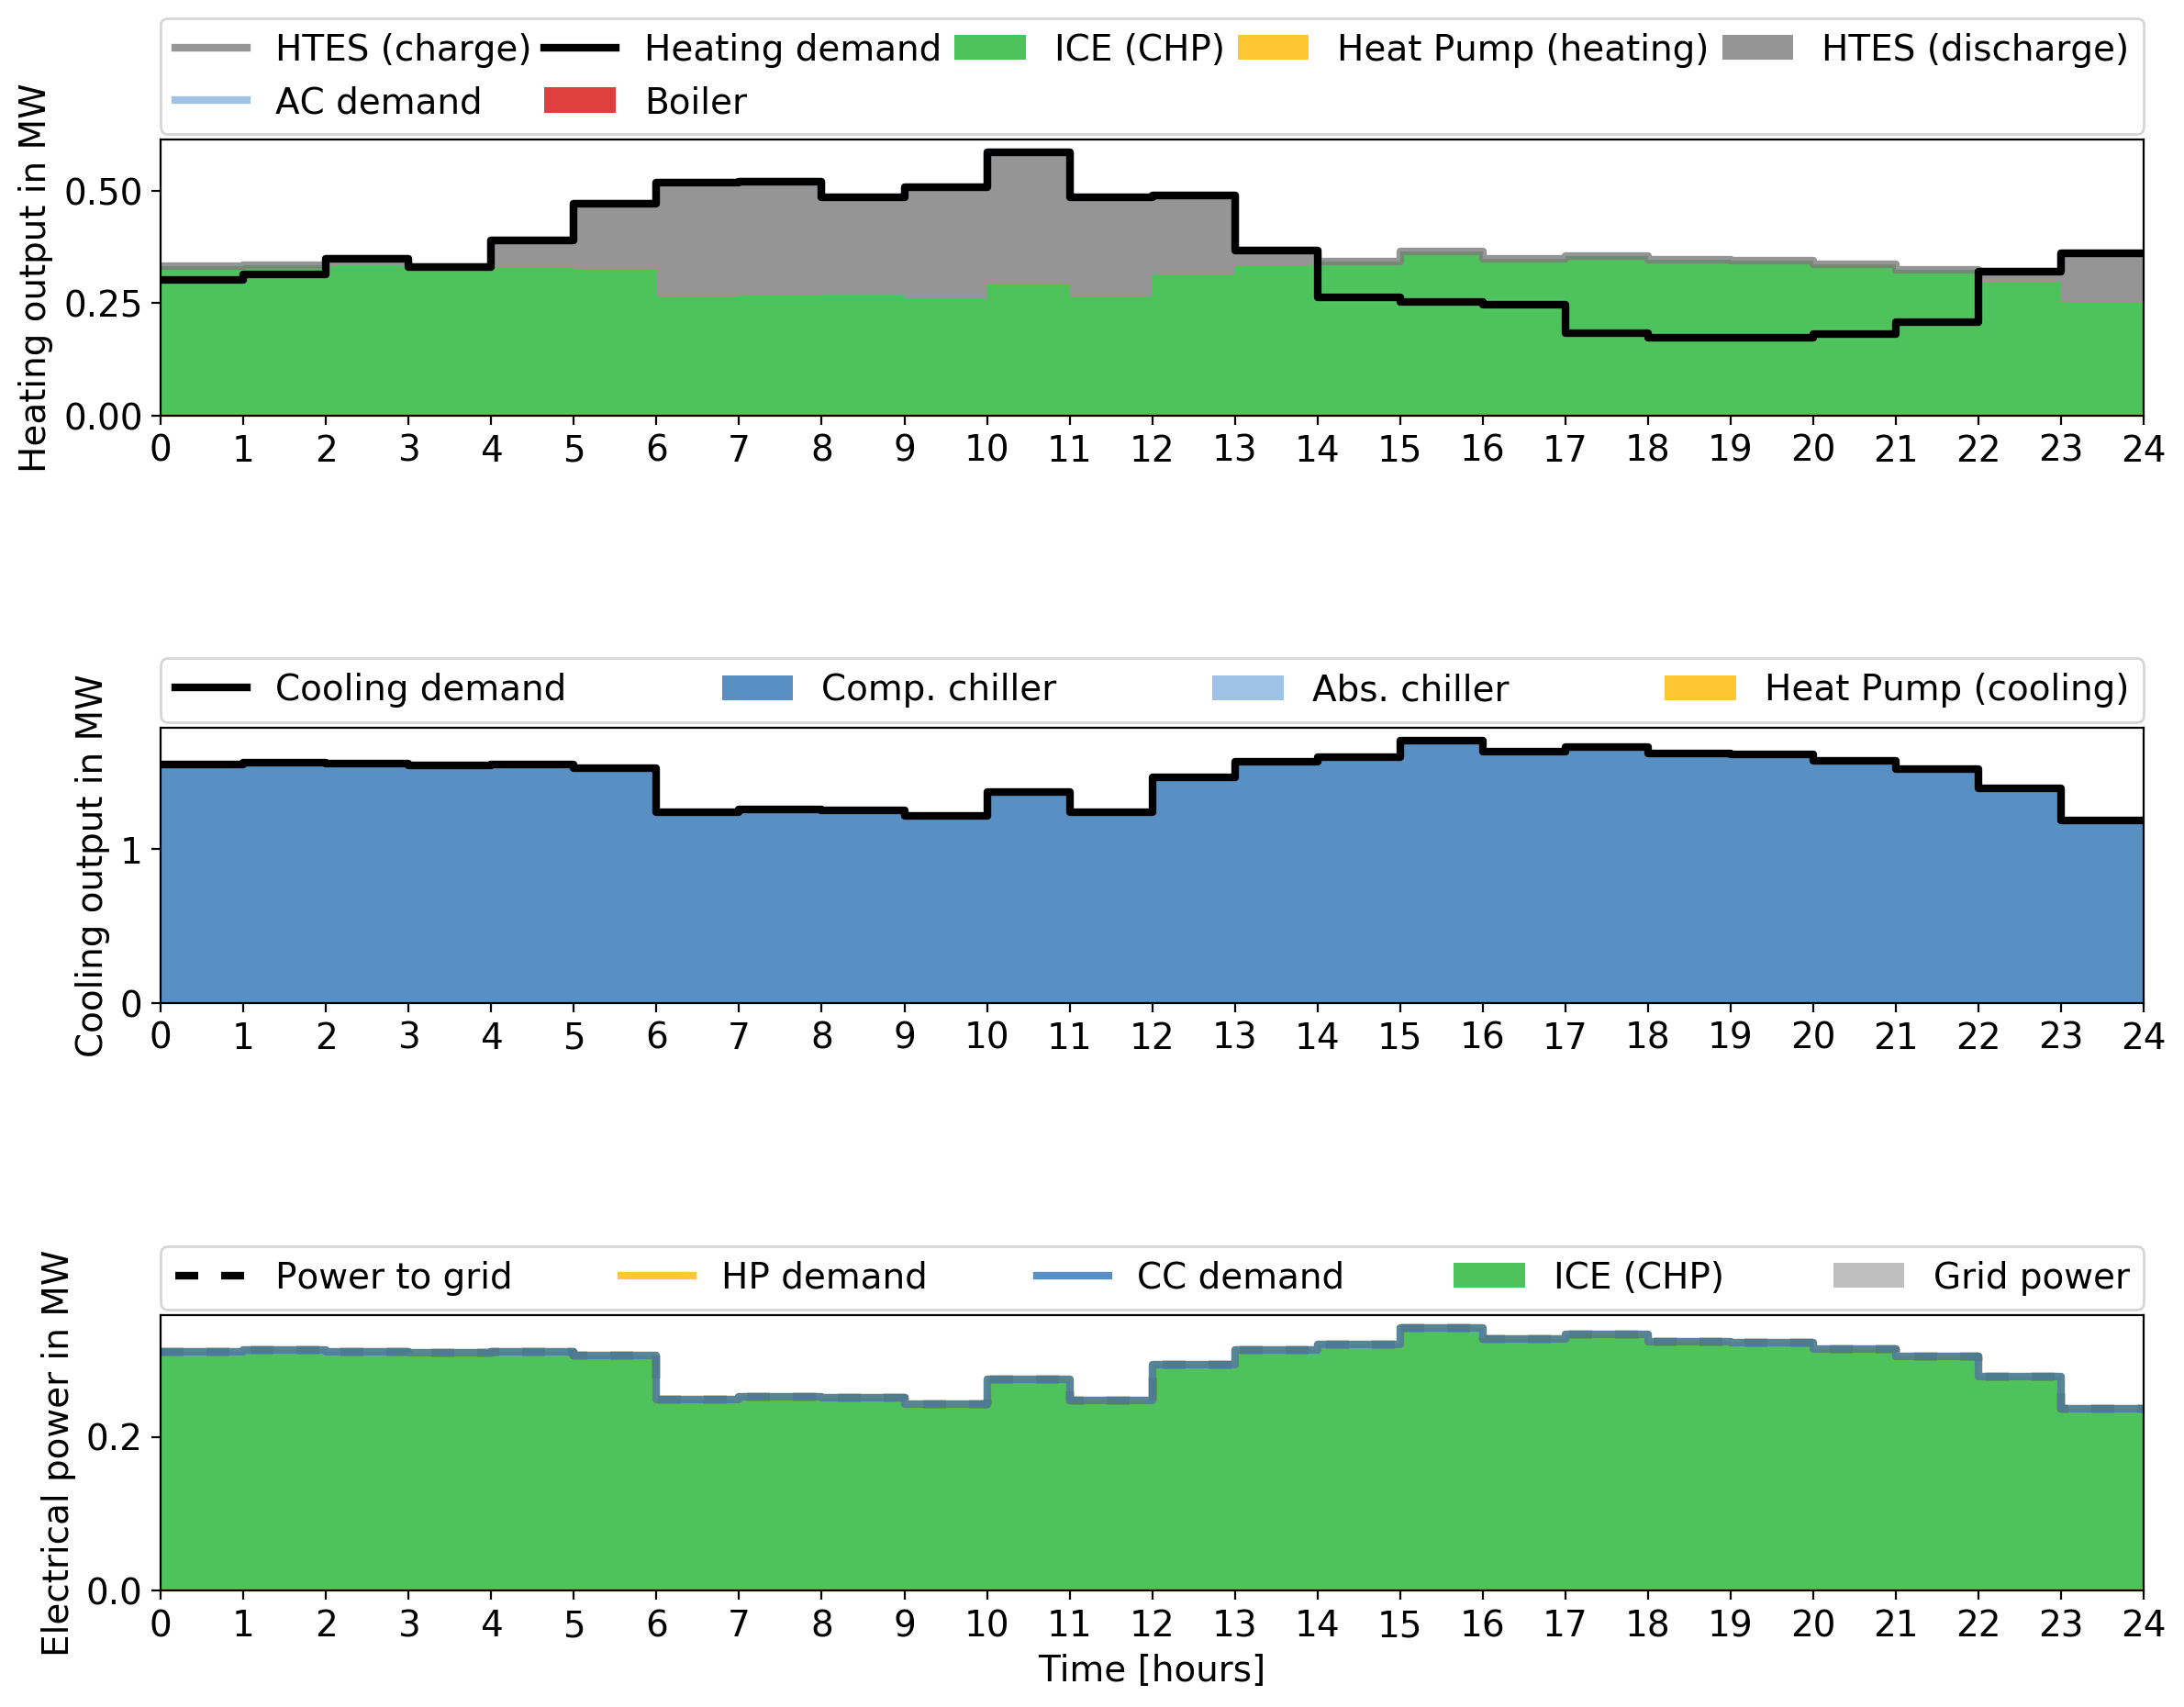 HTES (charge) Heating demand ICE (CHP) Heat Pump (heating) HTES (discharge)
AC demand Boiler
Heating output in MW
0.50
0.25
0.00
0 1 2 3 4 5 6 7 8 9 10 11 12 13 14 15 16 17 18 19 20 21 22 23 24
Cooling demand Comp. chiller Abs. chiller Heat Pump (cooling)
Cooling output in MW
1
0
0 1 2 3 4 5 6 7 8 9 10 11 12 13 14 15 16 17 18 19 20 21 22 23 24
Power to grid HP demand CC demand ICE (CHP) Grid power
Electrical power in MW
0.2
0.0
0 1 2 3 4 5 6 7 8 9 10 11 12 13 14 15 16 17 18 19 20 21 22 23 24
Time [hours]